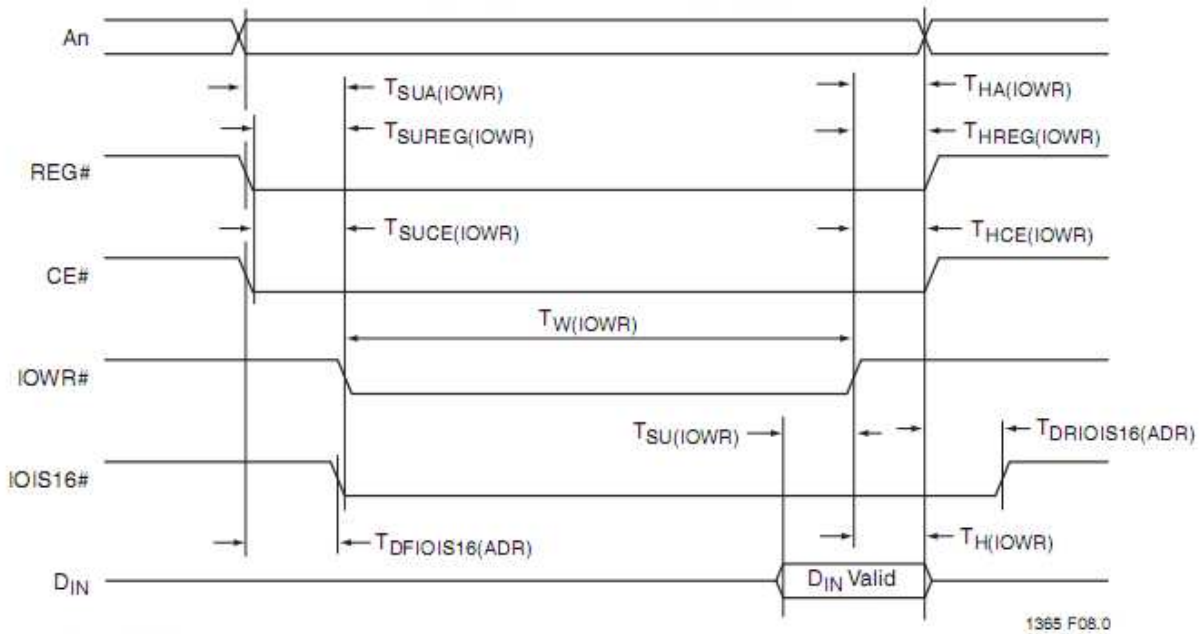 An
TSUA(IOWR)
THA(IOWR)
TSUREG(IOWR)
THREG(IOWR)
REG#
TSUCE(IOWR)
THCE(IOWR)
CE#
TW(IOWR)
IOWR#
TSU(IOWR)
TDRIOIS16(ADR)
IOIS16#
TDFIOIS16(ADR)
TH(IOWR)
DIN
DIN Valid
1365 F08.0